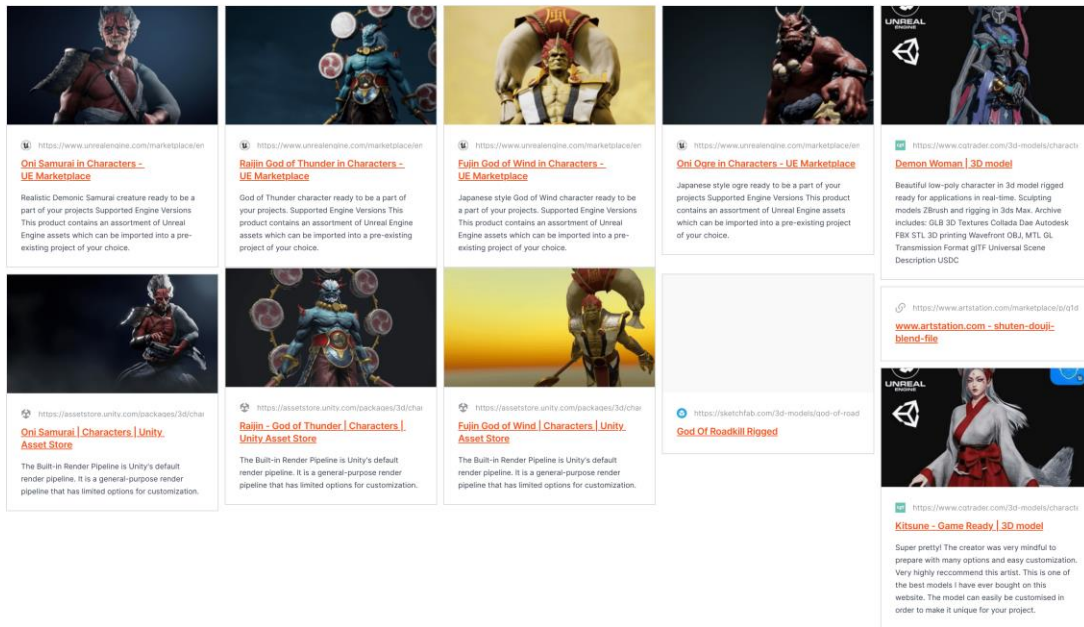 https://www.unrealengine.com/marketplace/en
Oni Samurai in Characters -
UE Marketplace
Realistic Demonic Samurai creature ready to be a
part of your projects Supported Engine Versions
This product contains an assortment of Unreal
Engine assets which can be imported into a pre-
existing project of your choice.
https://www.unrealengine.com/marketplace/en
Raijin God of Thunder in Characters -
UE Marketplace
God of Thunder character ready to be a part of
your projects. Supported Engine Versions This
product contains an assortment of Unreal Engine
assets which can be imported into a pre-existing
project of your choice.
https://www.unrealengine.com/marketplace/en
Fujin God of Wind in Characters -
UE Marketplace
Japanese style God of Wind character ready to be
a part of your projects. Supported Engine Versions
This product contains an assortment of Unreal
Engine assets which can be imported into a pre-
existing project of your choice.
https://www.unrealengine.com/marketplace/en
Oni Ogre in Characters - UE Marketplace
Japanese style ogre ready to be a part of your
projects. Supported Engine Versions This product
contains an assortment of Unreal Engine assets
which can be imported into a pre-existing project
of your choice.
UNREAL
ENGINE
cgt
https://www.cgtrader.com/3d-models/characte
Demon Woman | 3D model
Beautiful low-poly character in 3d model rigged
ready for applications in real-time. Sculpting
models ZBrush and rigging in 3ds Max. Archive
includes: GLB 3D Textures Collada Dae Autodesk
FBX STL 3D printing Wavefront OBJ, MTL GL
Transmission Format glTF Universal Scene
Description USDC
https://assetstore.unity.com/packages/3d/char
Oni Samurai | Characters | Unity
Asset Store
The Built-in Render Pipeline is Unity's default
render pipeline. It is a general-purpose render
pipeline that has limited options for customization.
https://assetstore.unity.com/packages/3d/char
Raijin - God of Thunder | Characters |
Unity Asset Store
The Built-in Render Pipeline is Unity's default
render pipeline. It is a general-purpose render
pipeline that has limited options for customization.
https://assetstore.unity.com/packages/3d/char
Fujin God of Wind | Characters | Unity
Asset Store
The Built-in Render Pipeline is Unity's default
render pipeline. It is a general-purpose render
pipeline that has limited options for customization.
https://sketchfab.com/3d-models/god-of-road
God Of Roadkill Rigged
https://www.artstation.com/marketplace/p/q1d
www.artstation.com - shuten-douji-
blend-file
UNREAL
ENGINE
cgt
https://www.cgtrader.com/3d-models/characte
Kitsune - Game Ready | 3D model
Super pretty! The creator was very mindful to
prepare with many options and easy customization.
Very highly reccommend this artist. This is one of
the best models I have ever bought on this
website. The model can easily be customised in
order to make it unique for your project.